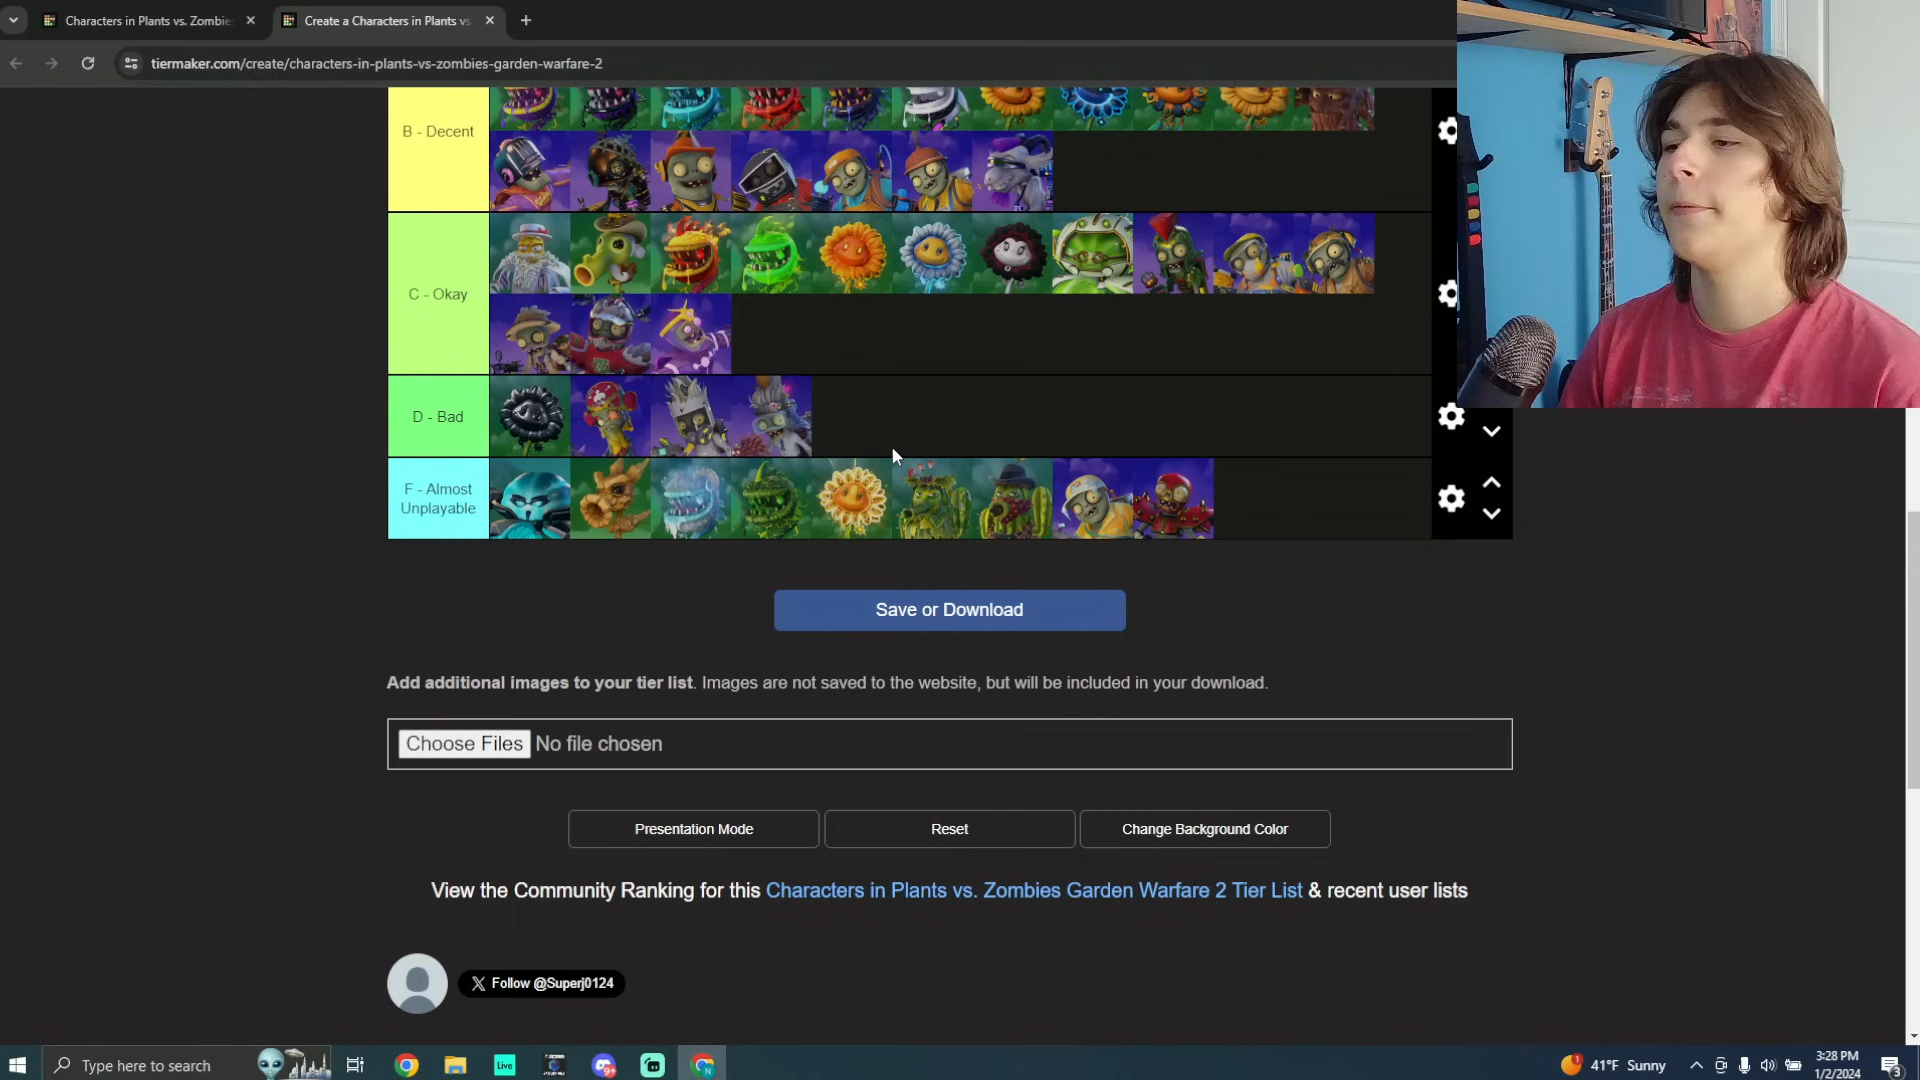 Characters in Plants vs. Zombie
Create a Characters in Plants vs.
tiermaker.com/create/characters-in-plants-vs-zombies-garden-warfare-2
B - Decent
C - Okay
D - Bad
F - Almost
Unplayable
Save or Download
Add additional images to your tier list. Images are not saved to the website, but will be included in your download.
Choose Files No file chosen
Presentation Mode
Reset
Change Background Color
View the Community Ranking for this Characters in Plants vs. Zombies Garden Warfare 2 Tier List & recent user lists
Follow @Superj0124
Type here to search
Live
9+
1
41°F Sunny
3:28 PM
1/2/2024
3